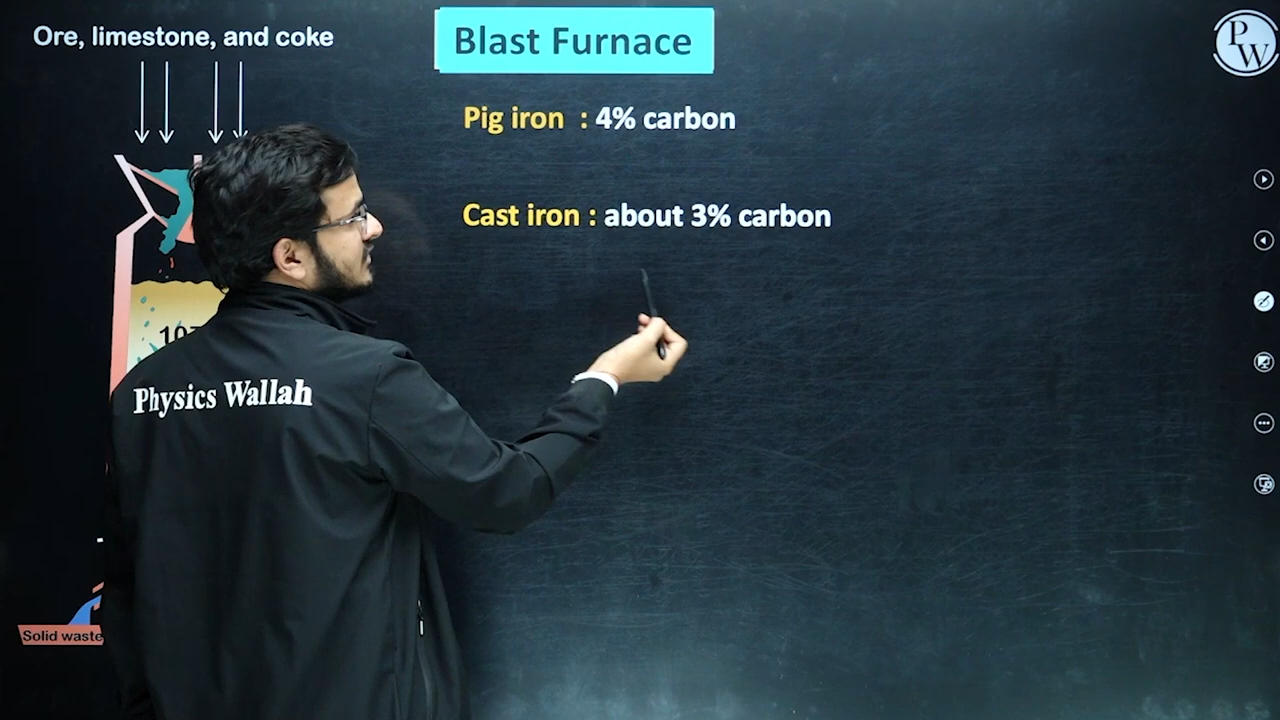 Ore, limestone, and coke
Blast Furnace
PW
Pig iron : 4% carbon
Cast iron : about 3% carbon
Physics Wallah
Solid waste